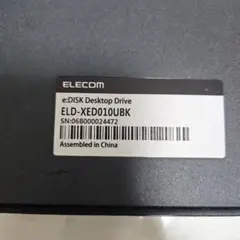 ELECOM
e:DISK Desktop Drive
ELD-XED010UBK
SN:06B000024472
Assembled in China